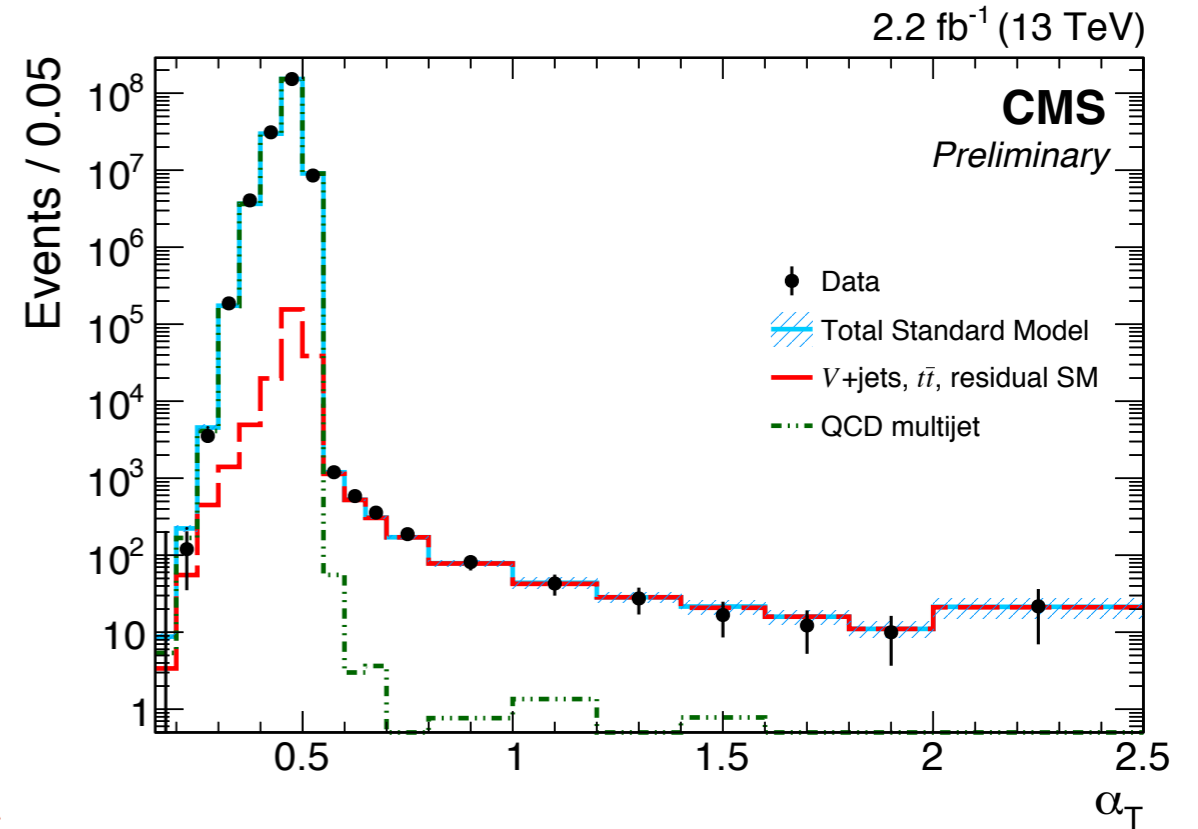 2.2 fb⁻¹ (13 TeV)
CMS
Preliminary
Events / 0.05
10⁸
10⁷
10⁶
10⁵
10⁴
10³
10²
10
1
Data
Total Standard Model
V+jets, tt̄, residual SM
QCD multijet
0.5 1 1.5 2 2.5
α_T